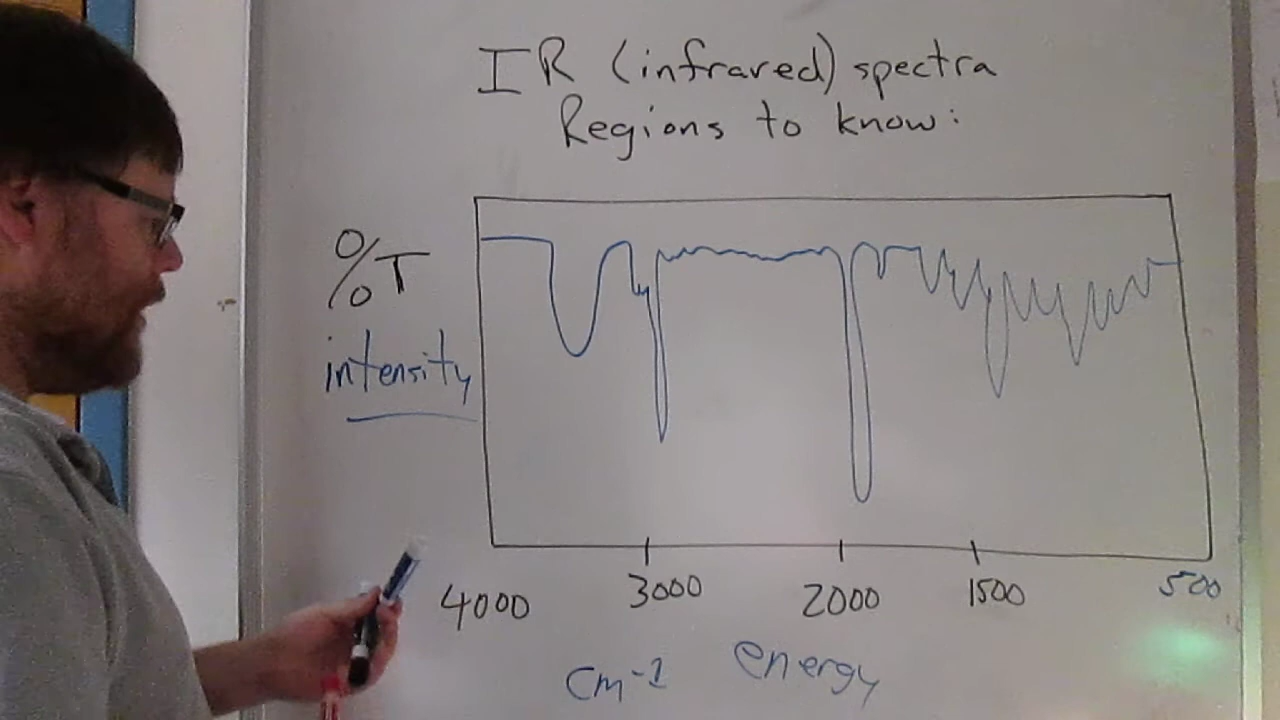 IR (infrared) spectra
Regions to know:
%T
intensity
4000 3000 2000 1500 500
cm-1 energy